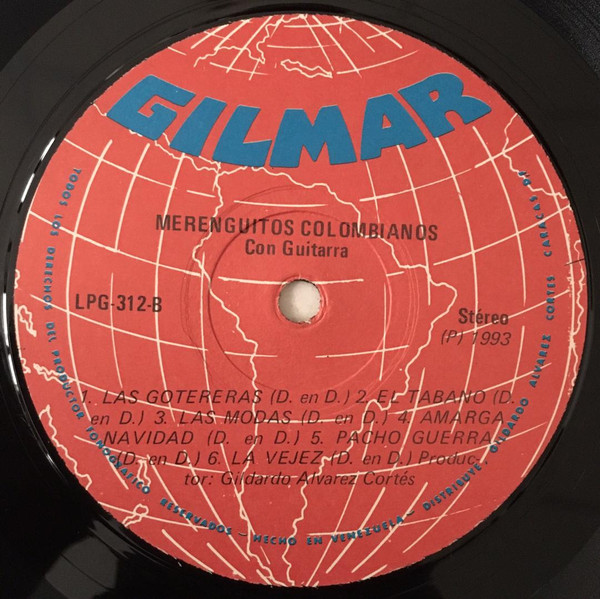 GILMAR
MERENGUITOS COLOMBIANOS
Con Guitarra
LPG-312-B
Stéreo
(P) 1993
1. LAS GOTERERAS (D. en D.) 2. EL TABANO (D.
en D.) 3. LAS MODAS (D. en D.) 4. AMARGA
NAVIDAD (D. en D.) 5. PACHO GUERRA
(D. en D.) 6. LA VEJEZ (D. en D.) Produc-
tor: Gildardo Alvarez Cortés
TODOS LOS DERECHOS DEL PRODUCTOR FONOGRAFICO RESERVADOS - HECHO EN VENEZUELA - DISTRIBUYE: GILDARDO ALVAREZ CORTES CARACAS DF